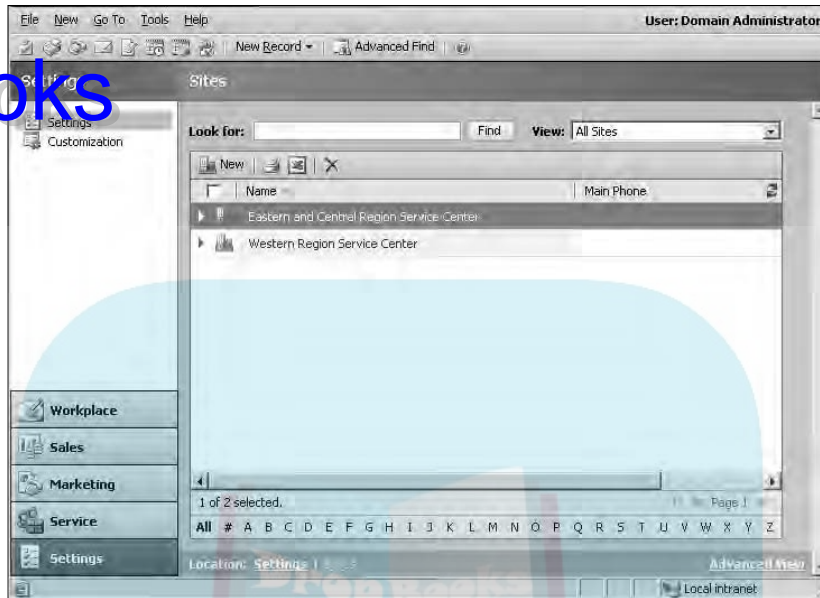 File New Go To Tools Help
User: Domain Administrator
New Record Advanced Find
Settings Sites
oks
Settings
Customization
Look for: Find View: All Sites
New
Name Main Phone
Eastern and Central Region Service Center
Western Region Service Center
Workplace
Sales
Marketing
Service
Settings
1 of 2 selected. Page 1
All # A B C D E F G H I J K L M N O P Q R S T U V W X Y Z
Location: Settings
Advanced View
DropBooks
Local intranet